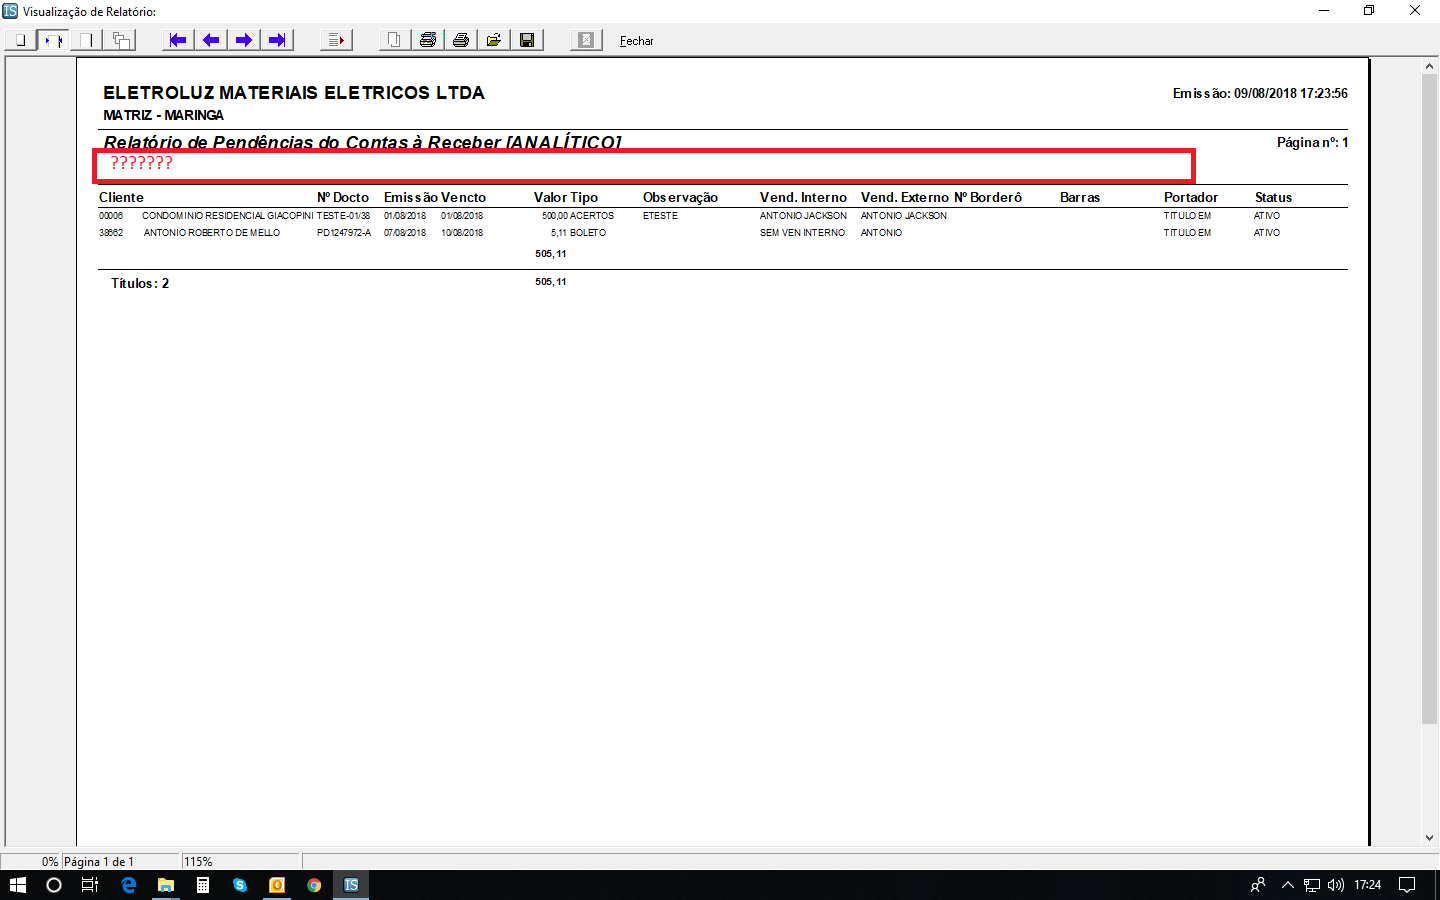 Visualização de Relatório:
Fechar
ELETROLUZ MATERIAIS ELETRICOS LTDA
Emissão: 09/08/2018 17:23:56
MATRIZ - MARINGA
Relatório de Pendências do Contas à Receber [ANALÍTICO]
Página nº: 1
???????
Cliente Nº Docto Emissão Vencto Valor Tipo Observação Vend. Interno Vend. Externo Nº Borderô Barras Portador Status
00006 CONDOMINIO RESIDENCIAL GIACOPINI TESTE-01/38 01/08/2018 01/08/2018 500,00 ACERTOS ETESTE ANTONIO JACKSON ANTONIO JACKSON TITULO EM ATIVO
38662 ANTONIO ROBERTO DE MELLO PD1247972-A 07/08/2018 10/08/2018 5,11 BOLETO SEM VEN INTERNO ANTONIO TITULO EM ATIVO
505,11
Títulos: 2 505,11
0% Página 1 de 1 115%
17:24